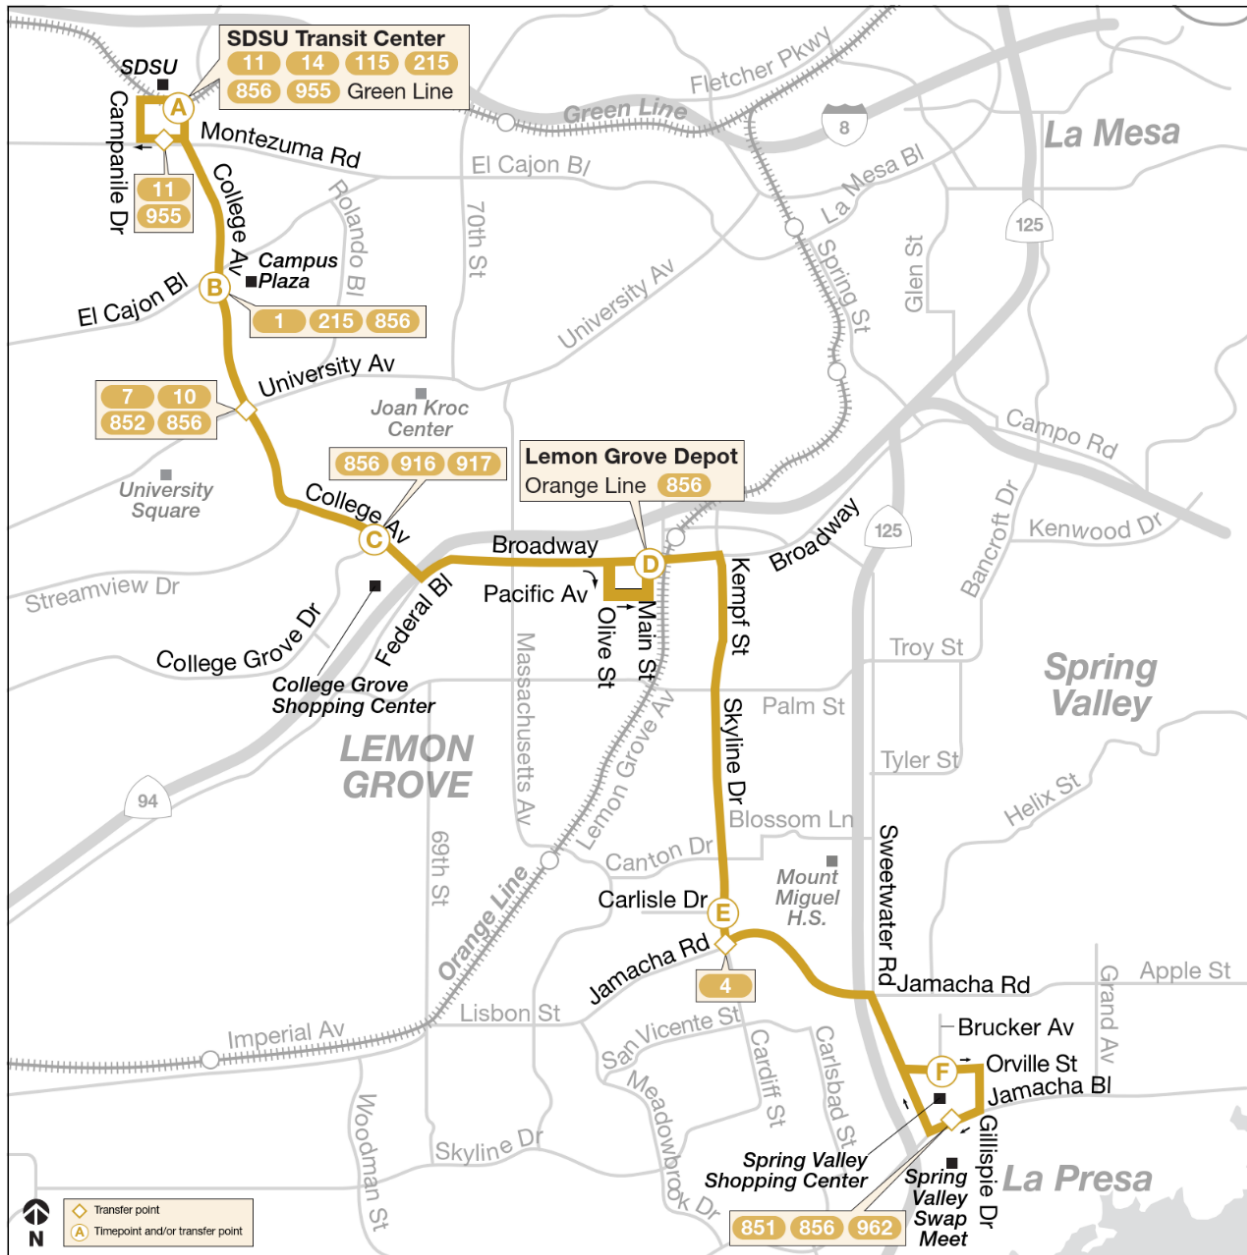 SDSU Transit Center
11 14 115 215
856 955 Green Line
SDSU
A
Campanile Dr
Montezuma Rd
11
955
College Av
Fletcher Pkwy
Green Line
8
La Mesa
El Cajon Bl
La Mesa Bl
Rolando Bl
70th St
125
Spring St
Glen St
Campus
Plaza
B
El Cajon Bl
1 215 856
University Av
University Av
7 10
852 856
Joan Kroc
Center
Campo Rd
856 916 917
Lemon Grove Depot
Orange Line 856
University
Square
College Av
C
Broadway
D
Broadway
125
Bancroft Dr
Kenwood Dr
Streamview Dr
Federal Bl
Pacific Av
Olive St
Main St
Kempf St
College Grove Dr
College Grove
Shopping Center
Massachusetts Av
Troy St
Spring
Valley
Palm St
Skyline Dr
Lemon Grove Av
LEMON
GROVE
Tyler St
94
Helix St
Blossom Ln
69th St
Canton Dr
Sweetwater Rd
Mount
Miguel
H.S.
Carlisle Dr
E
Orange Line
Jamacha Rd
4
Jamacha Rd
Apple St
Grand Av
Lisbon St
Imperial Av
San Vicente St
Cardiff St
Carlsbad St
Brucker Av
F
Orville St
Jamacha Bl
Meadowbrook Dr
Woodman St
Skyline Dr
Gillispie Dr
Spring Valley
Shopping Center
Spring
Valley
Swap
Meet
La Presa
851 856 962
N
Transfer point
A
Timepoint and/or transfer point